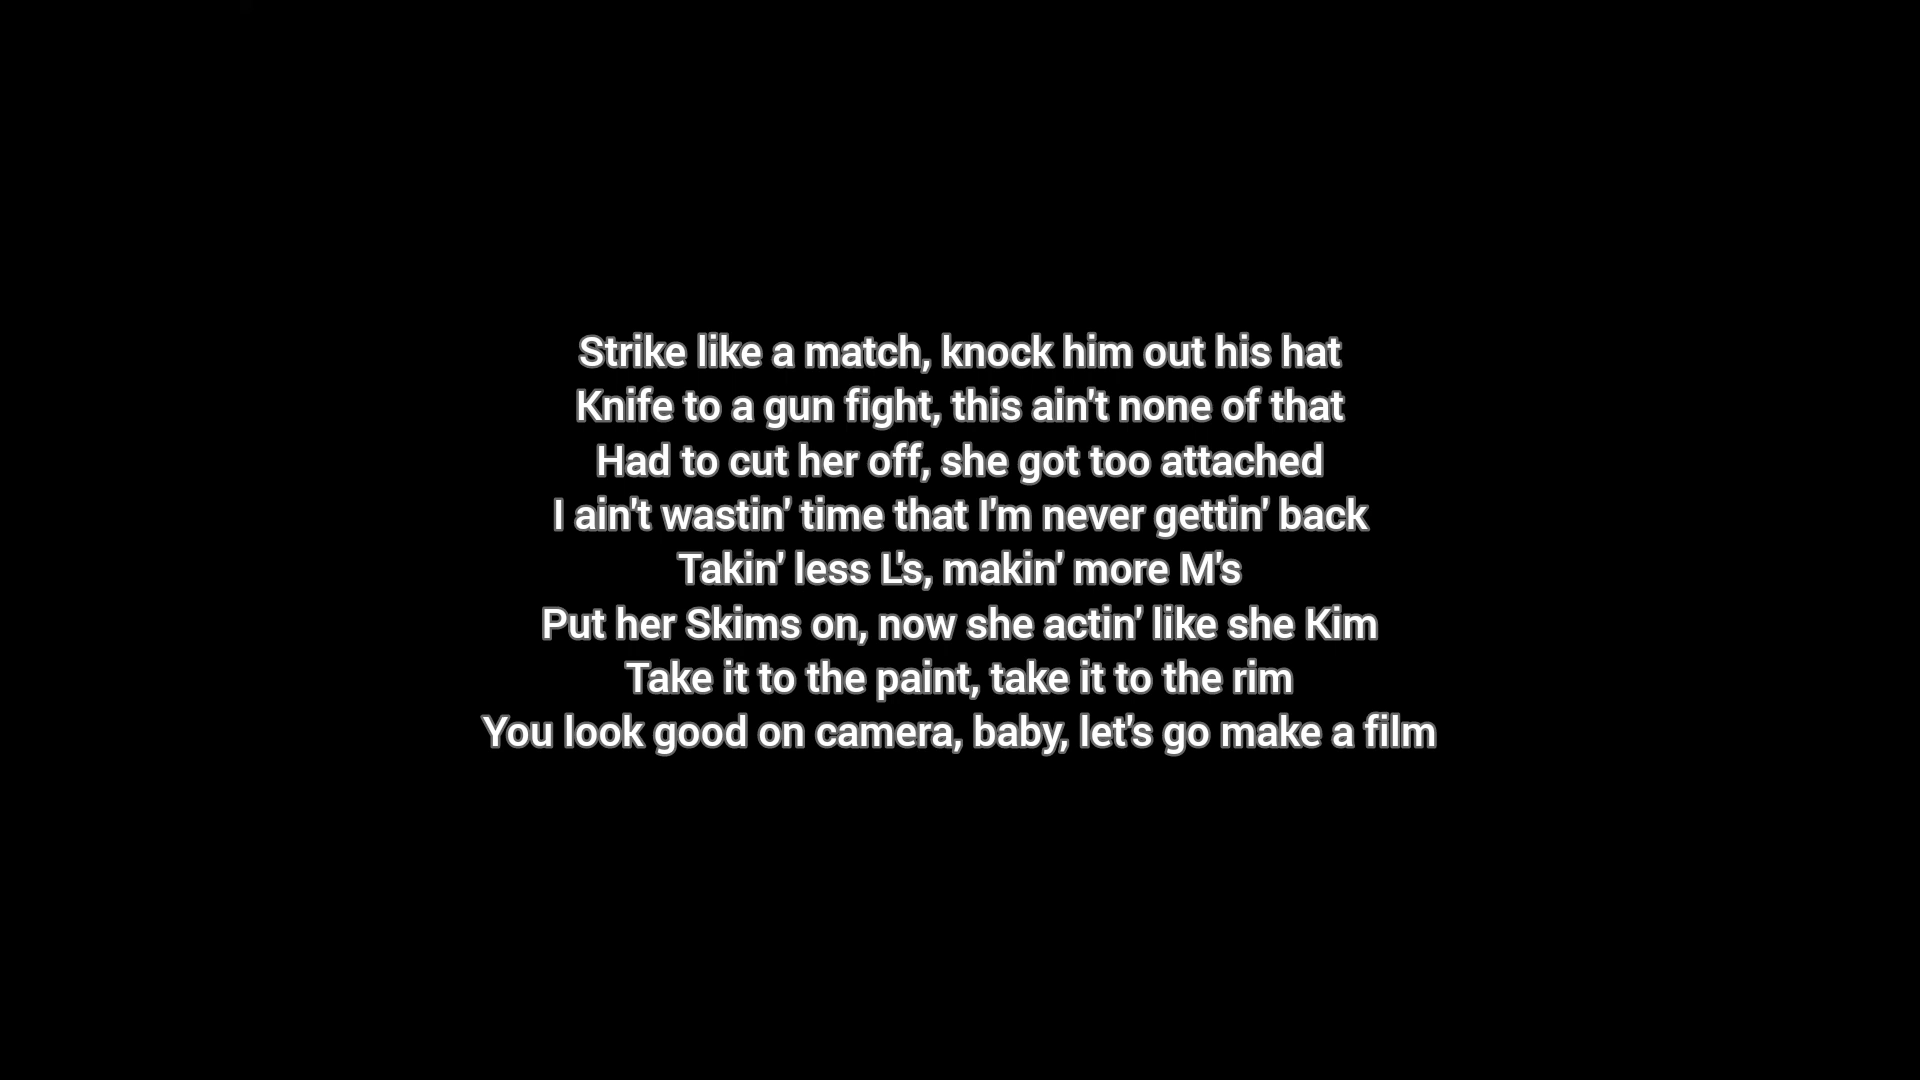 Strike like a match, knock him out his hat
Knife to a gun fight, this ain't none of that
Had to cut her off, she got too attached
I ain't wastin' time that I'm never gettin' back
Takin' less L's, makin' more M's
Put her Skims on, now she actin' like she Kim
Take it to the paint, take it to the rim
You look good on camera, baby, let's go make a film